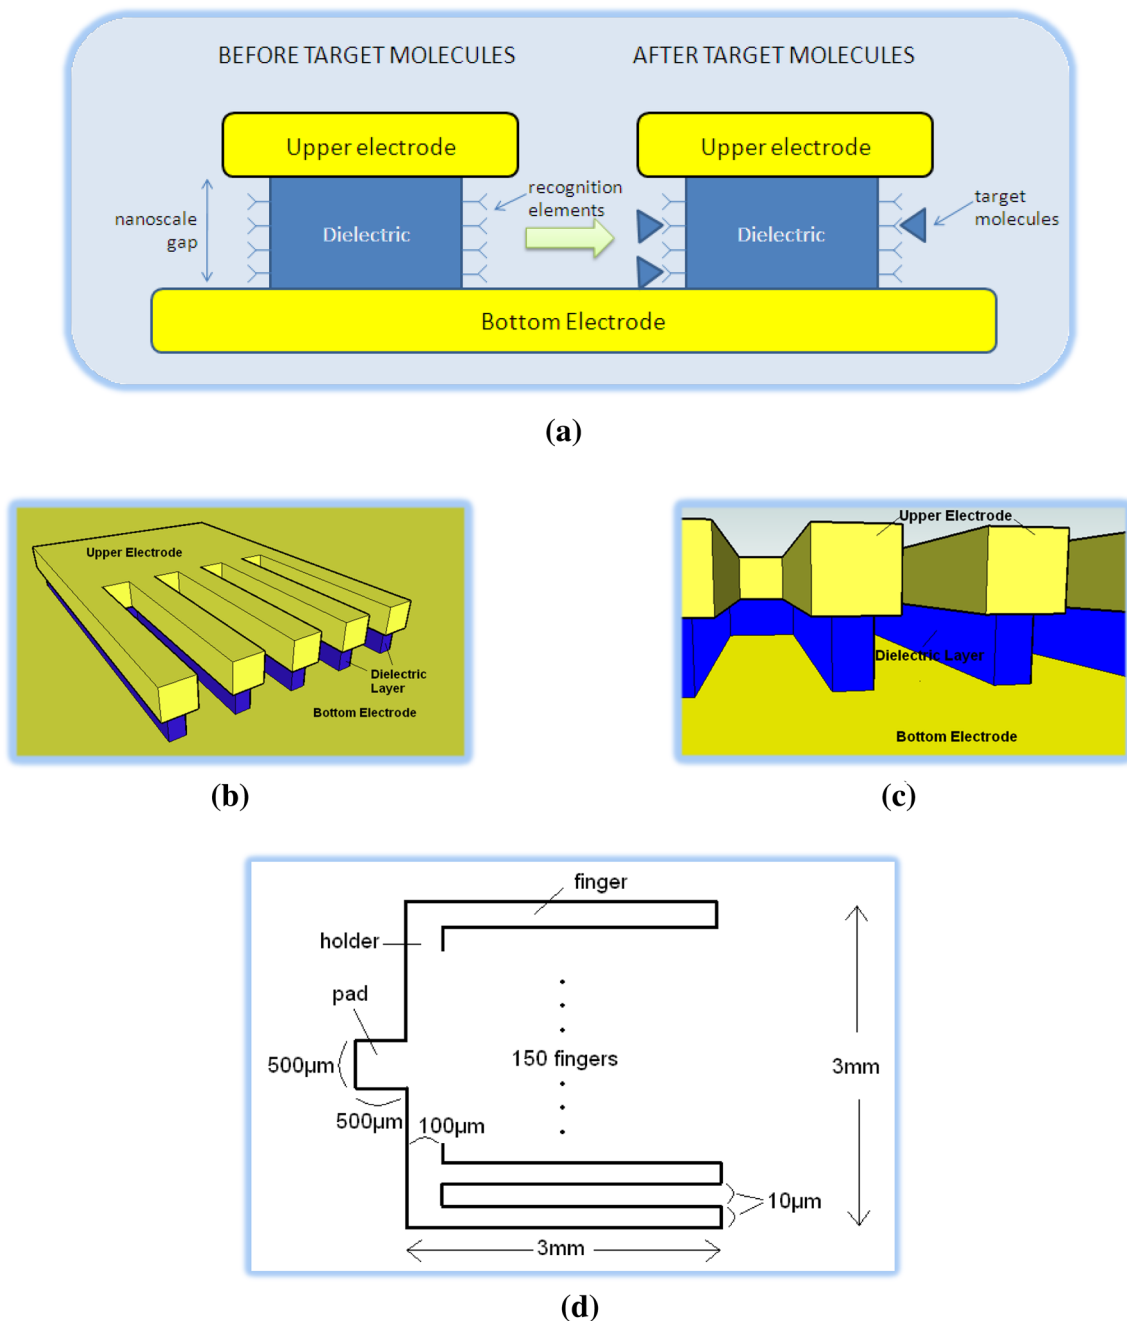 BEFORE TARGET MOLECULES
AFTER TARGET MOLECULES
Upper electrode
Upper electrode
nanoscale
gap
recognition
elements
target
molecules
Dielectric
Dielectric
Bottom Electrode
(a)
Upper Electrode
Dielectric
Layer
Bottom Electrode
(b)
Upper Electrode
Dielectric Layer
Bottom Electrode
(c)
finger
holder
pad
500µm
150 fingers
3mm
500µm
100µm
10µm
3mm
(d)